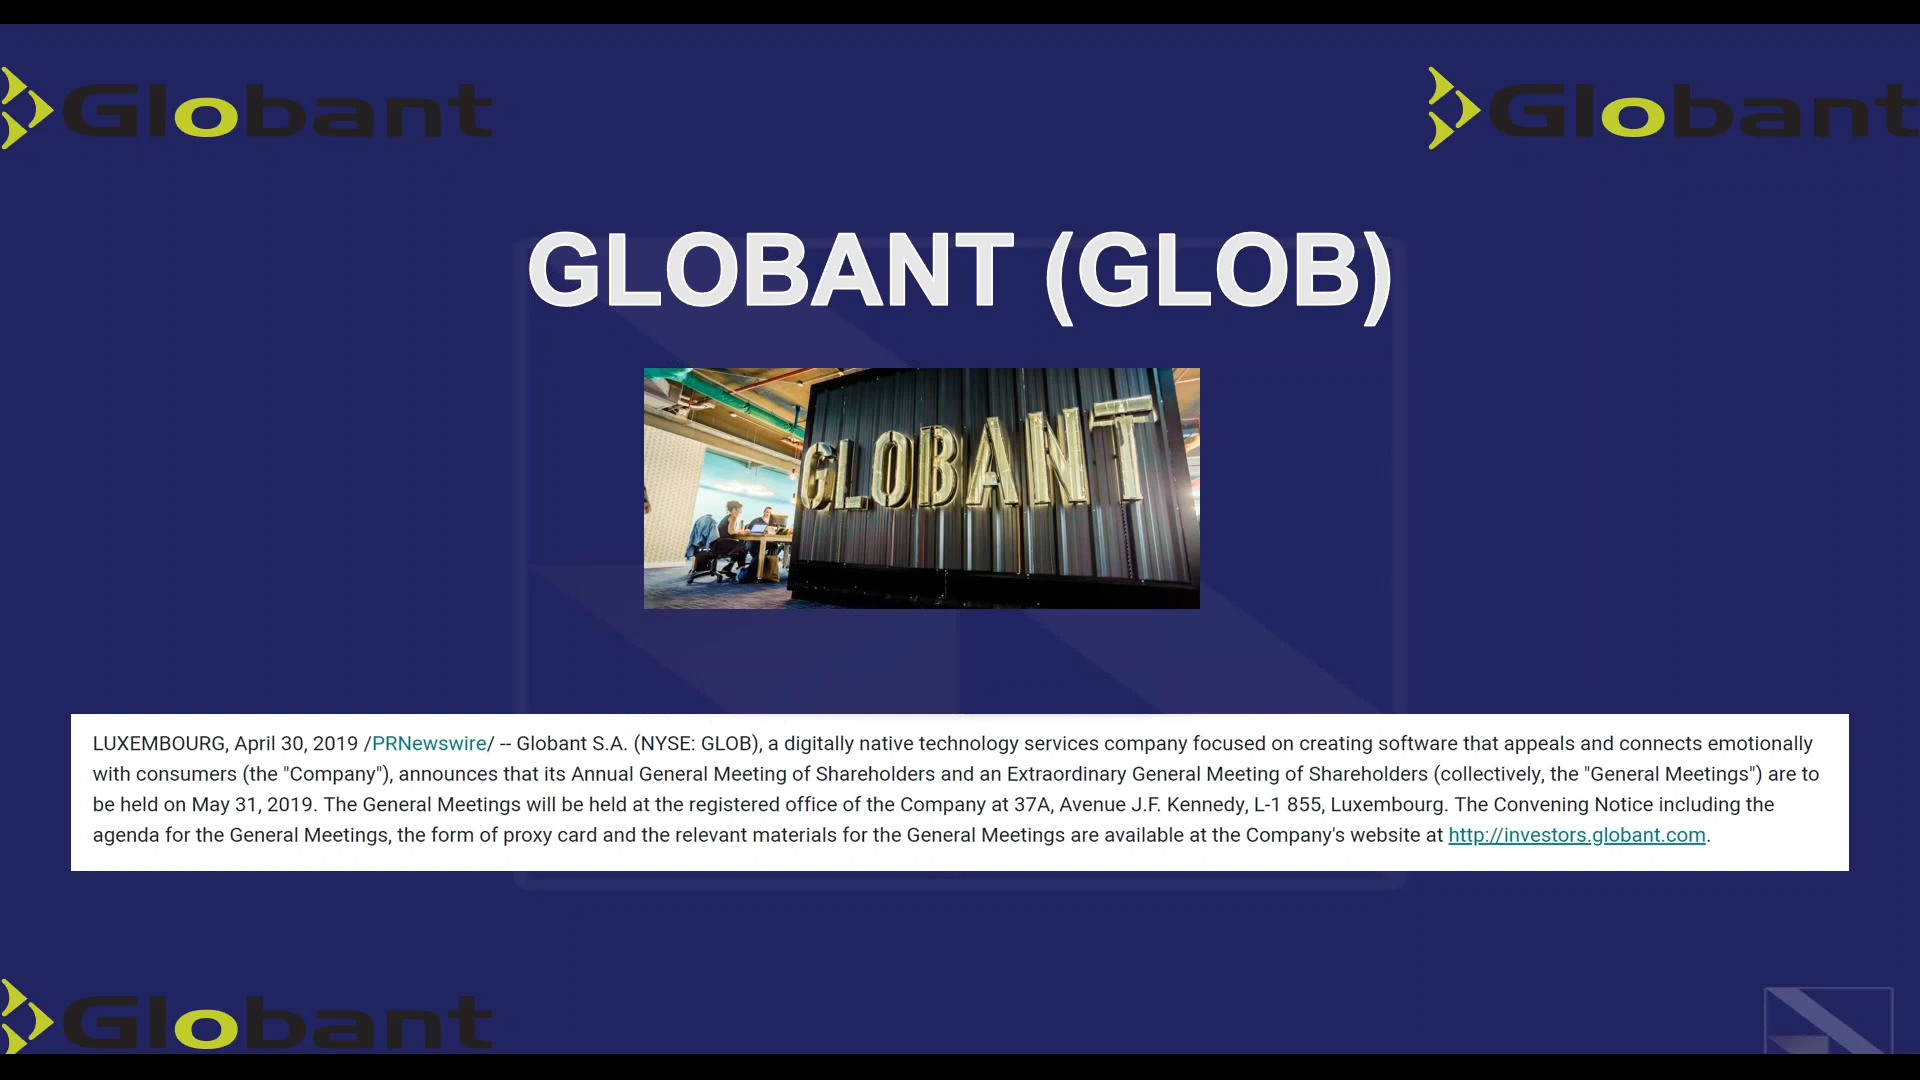 Globant
Globant
GLOBANT (GLOB)
GLOBANT
LUXEMBOURG, April 30, 2019 /PRNewswire/ -- Globant S.A. (NYSE: GLOB), a digitally native technology services company focused on creating software that appeals and connects emotionally
with consumers (the "Company"), announces that its Annual General Meeting of Shareholders and an Extraordinary General Meeting of Shareholders (collectively, the "General Meetings") are to
be held on May 31, 2019. The General Meetings will be held at the registered office of the Company at 37A, Avenue J.F. Kennedy, L-1 855, Luxembourg. The Convening Notice including the
agenda for the General Meetings, the form of proxy card and the relevant materials for the General Meetings are available at the Company's website at http://investors.globant.com.
Globant